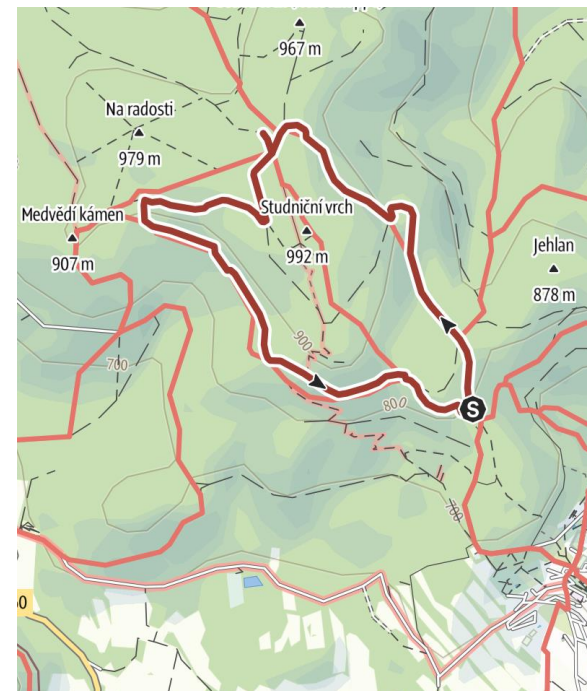 967 m
Na radosti
979 m
Medvědí kámen
907 m
Studniční vrch
992 m
Jehlan
878 m
900
700
800
700
S